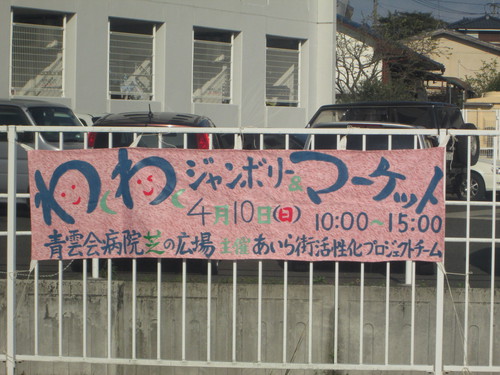 わくわくジャンボリー&マーケット
4月10日(日) 10:00~15:00
青雲会病院芝の広場 主催 あいら街活性化プロジェクトチーム